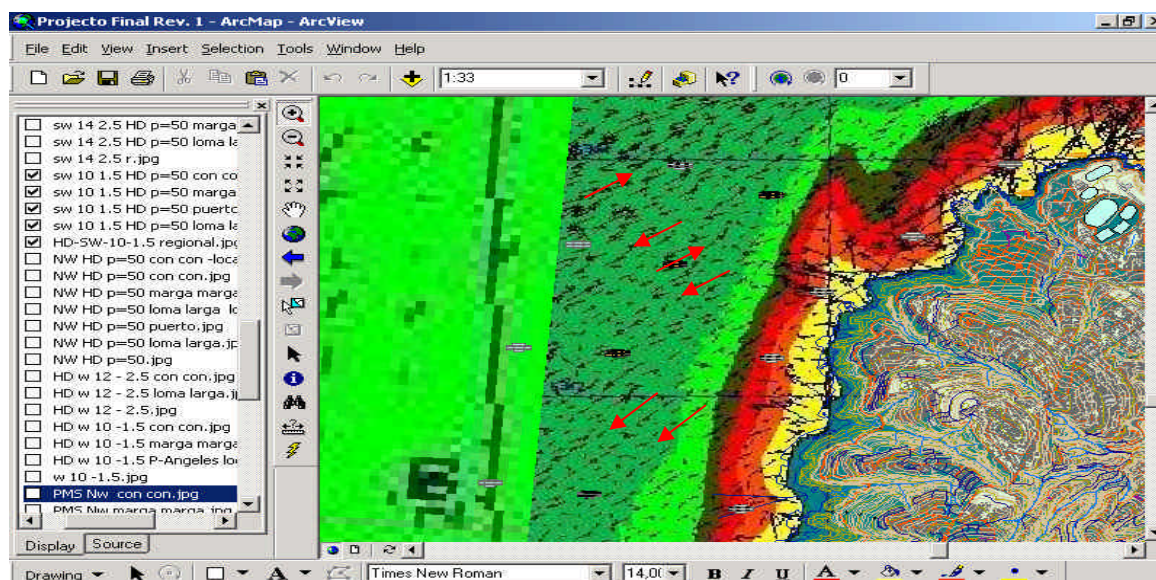 Projecto Final Rev. 1 - ArcMap - ArcView
File Edit View Insert Selection Tools Window Help
1:33
0
sw 14 2.5 HD p=50 marga
sw 14 2.5 HD p=50 loma la
sw 14 2.5 r.jpg
sw 10 1.5 HD p=50 con co
sw 10 1.5 HD p=50 marga
sw 10 1.5 HD p=50 puerto
sw 10 1.5 HD p=50 loma la
HD-SW-10-1.5 regional.jpg
NW HD p=50 con con -loca
NW HD p=50 con con.jpg
NW HD p=50 marga marga
NW HD p=50 loma larga lo
NW HD p=50 puerto.jpg
NW HD p=50 loma larga.jp
NW HD p=50.jpg
HD w 12 - 2.5 con con.jpg
HD w 12 - 2.5 loma larga.j
HD w 12 - 2.5.jpg
HD w 10 -1.5 con con.jpg
HD w 10 -1.5 marga marga
HD w 10 -1.5 P-Angeles lo
w 10 -1.5.jpg
PMS Nw con con.jpg
PMS Nw marga marga.jpg
Display Source
E
Drawing A Times New Roman 14,0 B I U A